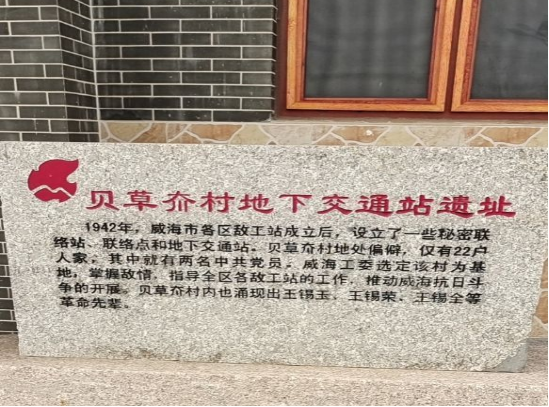 贝草夼村地下交通站遗址
1942年，威海市各区敌工站成立后，设立了一些秘密联
络站、联络点和地下交通站。贝草夼村地处偏僻，仅有22户
人家，其中就有两名中共党员。威海工委选定该村为基
地，掌握敌情，指导全区各敌工站的工作，推动威海抗日斗
争的开展。贝草夼村内也涌现出王锡玉、王锡荣、王锡全等
革命先辈。